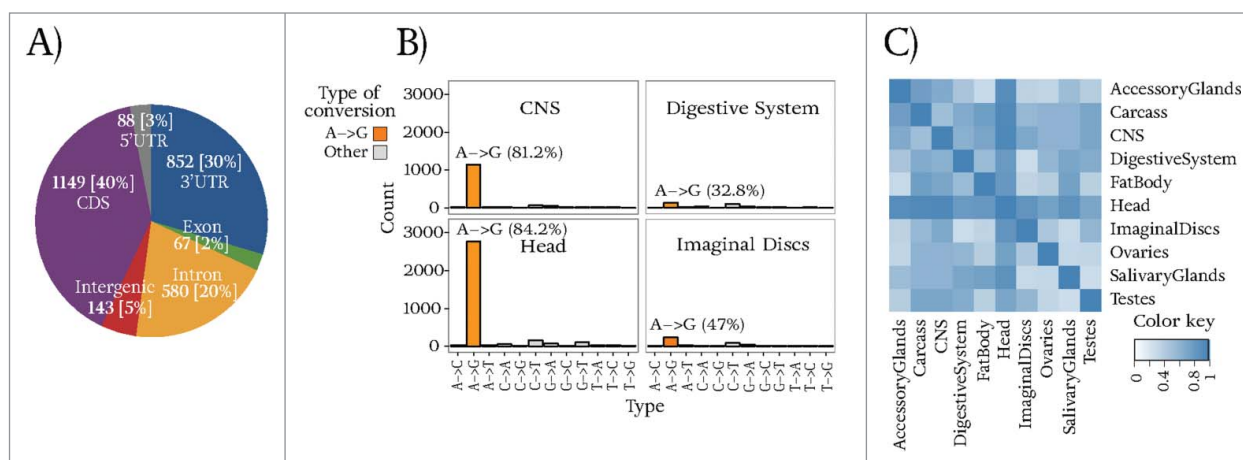 A)
88 [3%]
5'UTR
852 [30%]
3'UTR
1149 [40%]
CDS
Exon
67 [2%]
Intron
580 [20%]
Intergenic
143 [5%]
B)
Type of
conversion
A->G
Other
Count
3000
2000
1000
0
3000
2000
1000
0
CNS
A->G (81.2%)
Digestive System
A->G (32.8%)
A->G (84.2%)
Head
Imaginal Discs
A->G (47%)
A->C
A->G
A->T
C->A
C->G
C->T
G->A
G->C
G->T
T->A
T->C
T->G
A->C
A->G
A->T
C->A
C->G
C->T
G->A
G->C
G->T
T->A
T->C
T->G
Type
C)
AccessoryGlands
Carcass
CNS
DigestiveSystem
FatBody
Head
ImaginalDiscs
Ovaries
SalivaryGlands
Testes
AccessoryGlands
Carcass
CNS
DigestiveSystem
FatBody
Head
ImaginalDiscs
Ovaries
SalivaryGlands
Testes
Color key
0
0.4
0.8
1